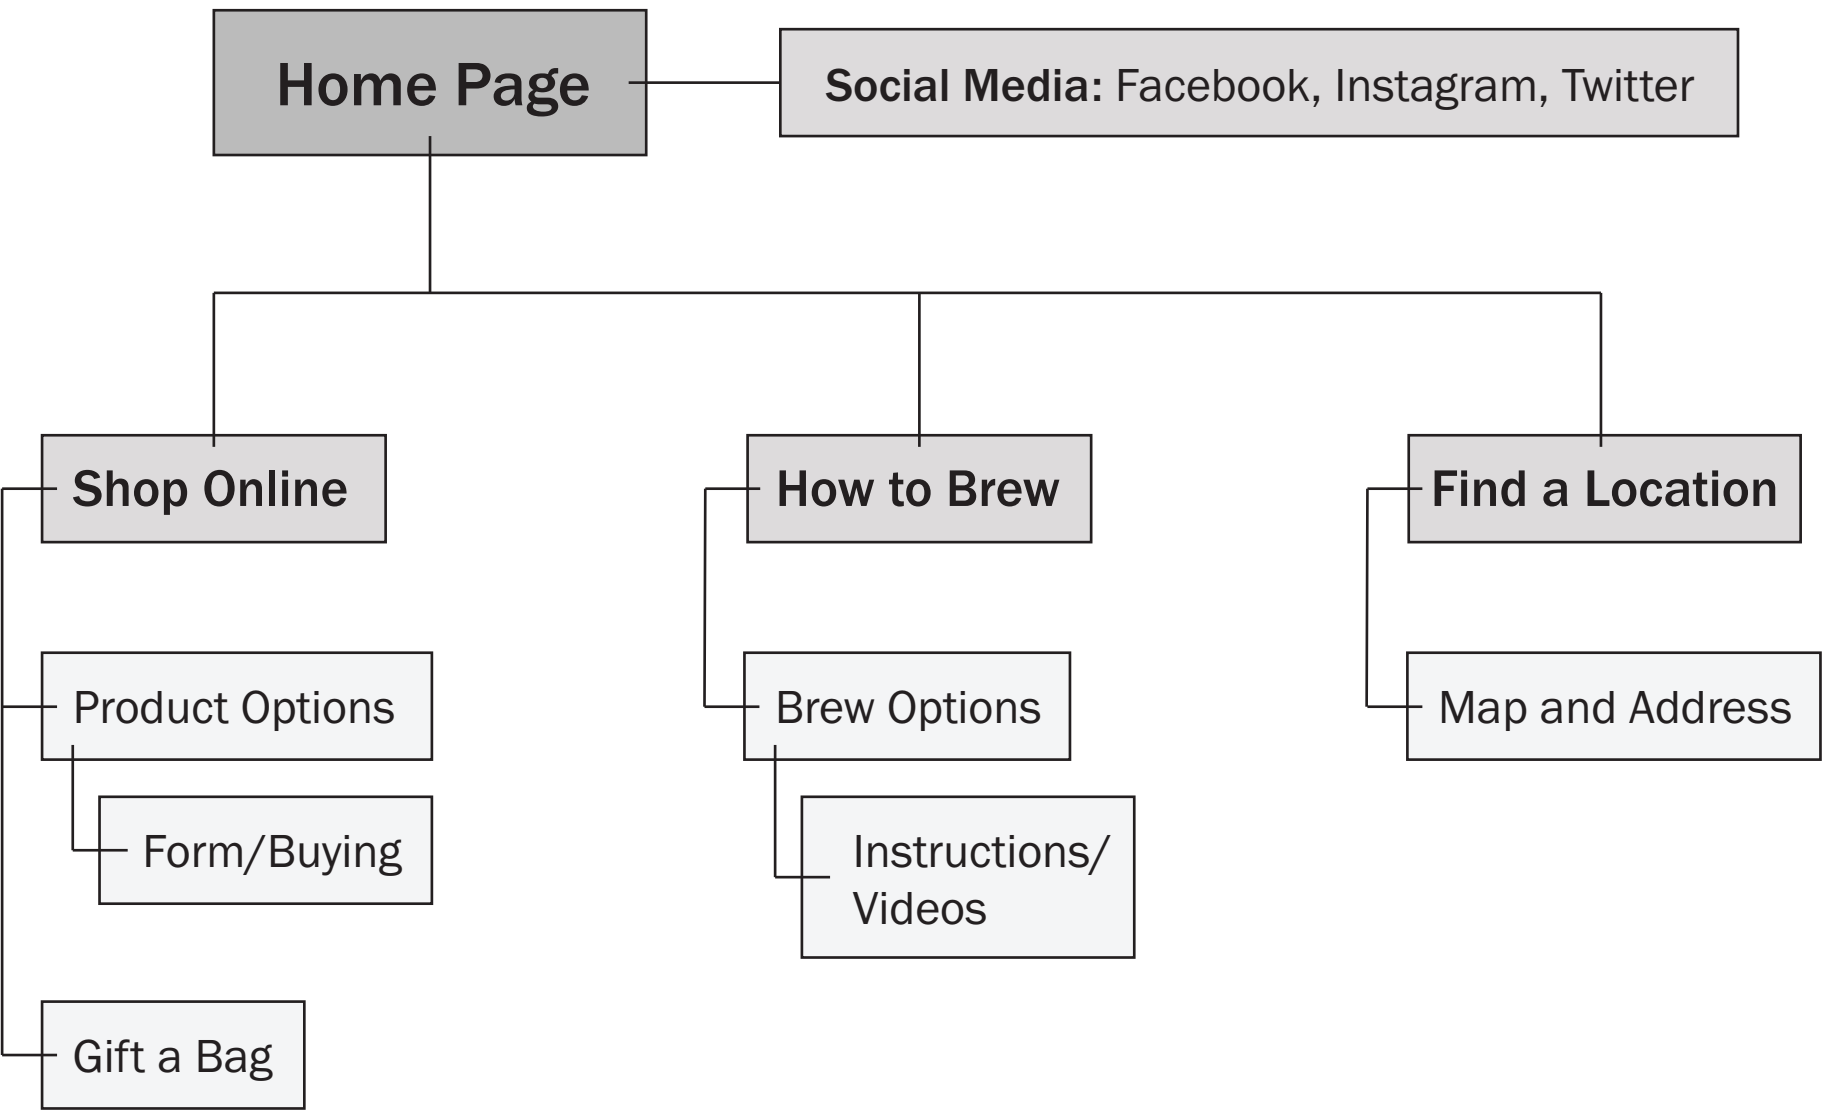 Home Page
Social Media: Facebook, Instagram, Twitter
Shop Online
How to Brew
Find a Location
Product Options
Brew Options
Map and Address
Form/Buying
Instructions/
Videos
Gift a Bag